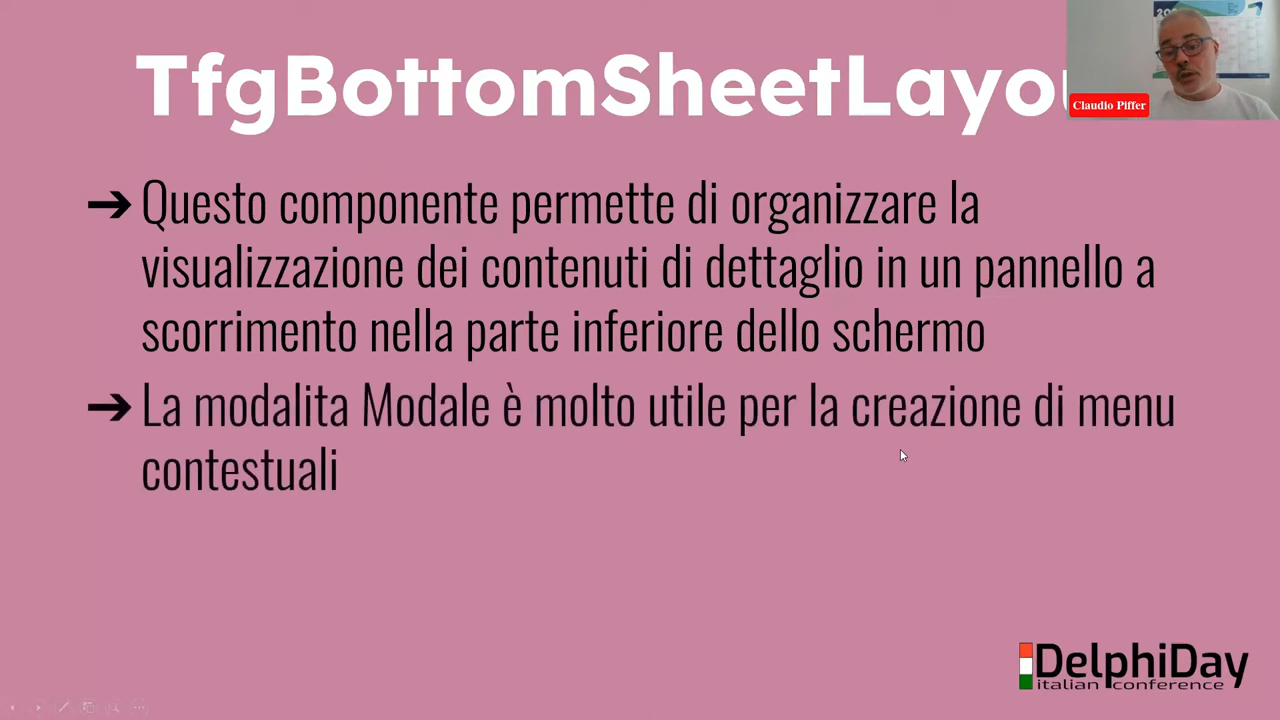 TfgBottomSheetLayou
Claudio Piffer
➔ Questo componente permette di organizzare la
visualizzazione dei contenuti di dettaglio in un pannello a
scorrimento nella parte inferiore dello schermo
➔ La modalita Modale è molto utile per la creazione di menu
contestuali
DelphiDay
italian conference